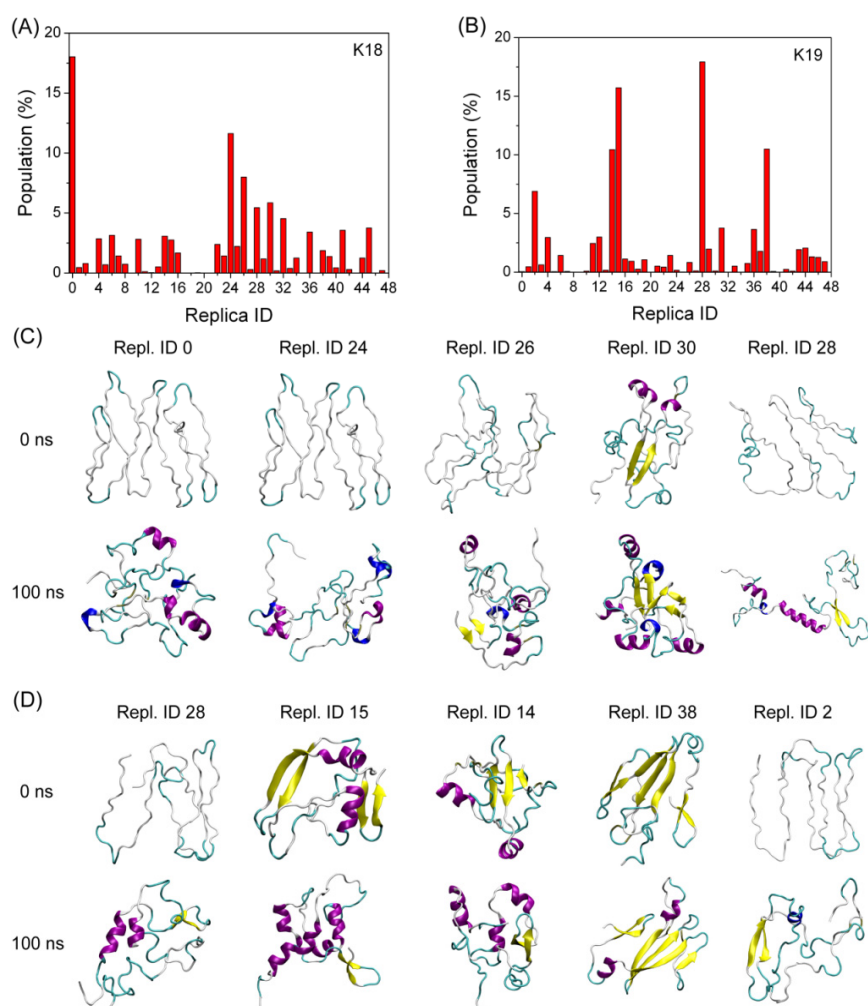 (A)
K18
Population (%)
20
15
10
5
0
0 4 8 12 16 20 24 28 32 36 40 44 48
Replica ID
(B)
K19
Population (%)
20
15
10
5
0
0 4 8 12 16 20 24 28 32 36 40 44 48
Replica ID
(C)
Repl. ID 0 Repl. ID 24 Repl. ID 26 Repl. ID 30 Repl. ID 28
0 ns
100 ns
(D)
Repl. ID 28 Repl. ID 15 Repl. ID 14 Repl. ID 38 Repl. ID 2
0 ns
100 ns